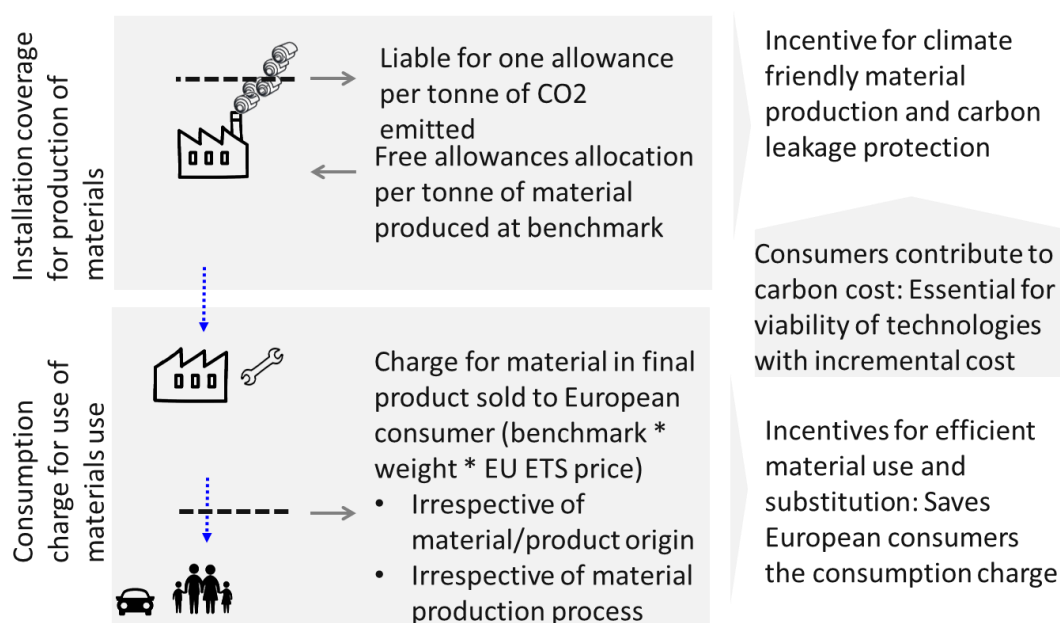 Installation coverage
for production of
materials
Liable for one allowance
per tonne of CO2
emitted
Free allowances allocation
per tonne of material
produced at benchmark
Incentive for climate
friendly material
production and carbon
leakage protection
Consumers contribute to
carbon cost: Essential for
viability of technologies
with incremental cost
Consumption
charge for use of
materials use
Charge for material in final
product sold to European
consumer (benchmark *
weight * EU ETS price)
• Irrespective of
material/product origin
• Irrespective of material
production process
Incentives for efficient
material use and
substitution: Saves
European consumers
the consumption charge